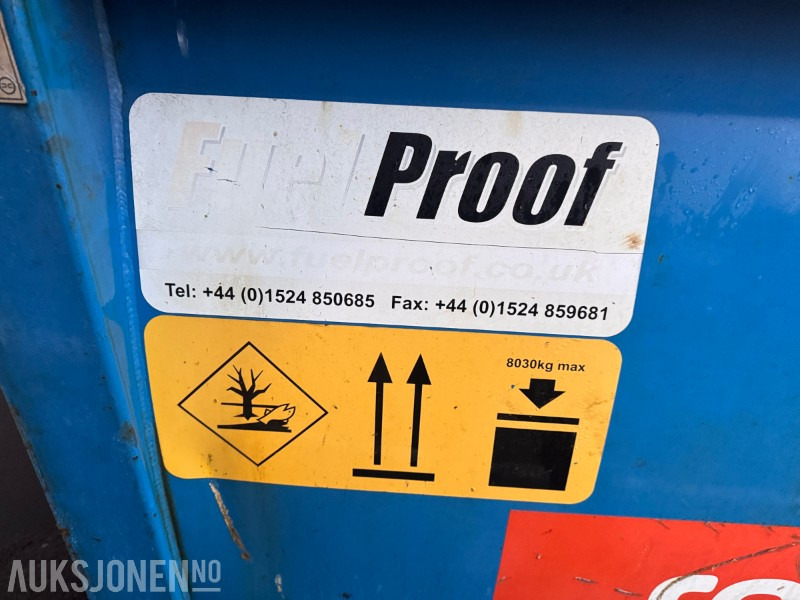 FuelProof
www.fuelproof.co.uk
Tel: +44 (0)1524 850685 Fax: +44 (0)1524 859681
8030kg max
AUKSJONEN.NO